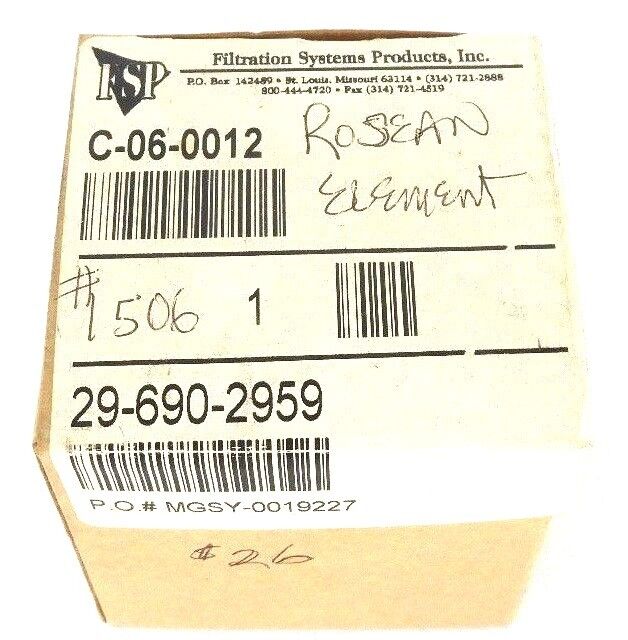 FSP
Filtration Systems Products, Inc.
P.O. Box 142489 • St. Louis, Missouri 63114 • (314) 721-2888
800-444-4720 • Fax (314) 721-4519
C-06-0012
ROSEAN
ELEMENT
#1506
1
29-690-2959
P.O.# MGSY-0019227
$26